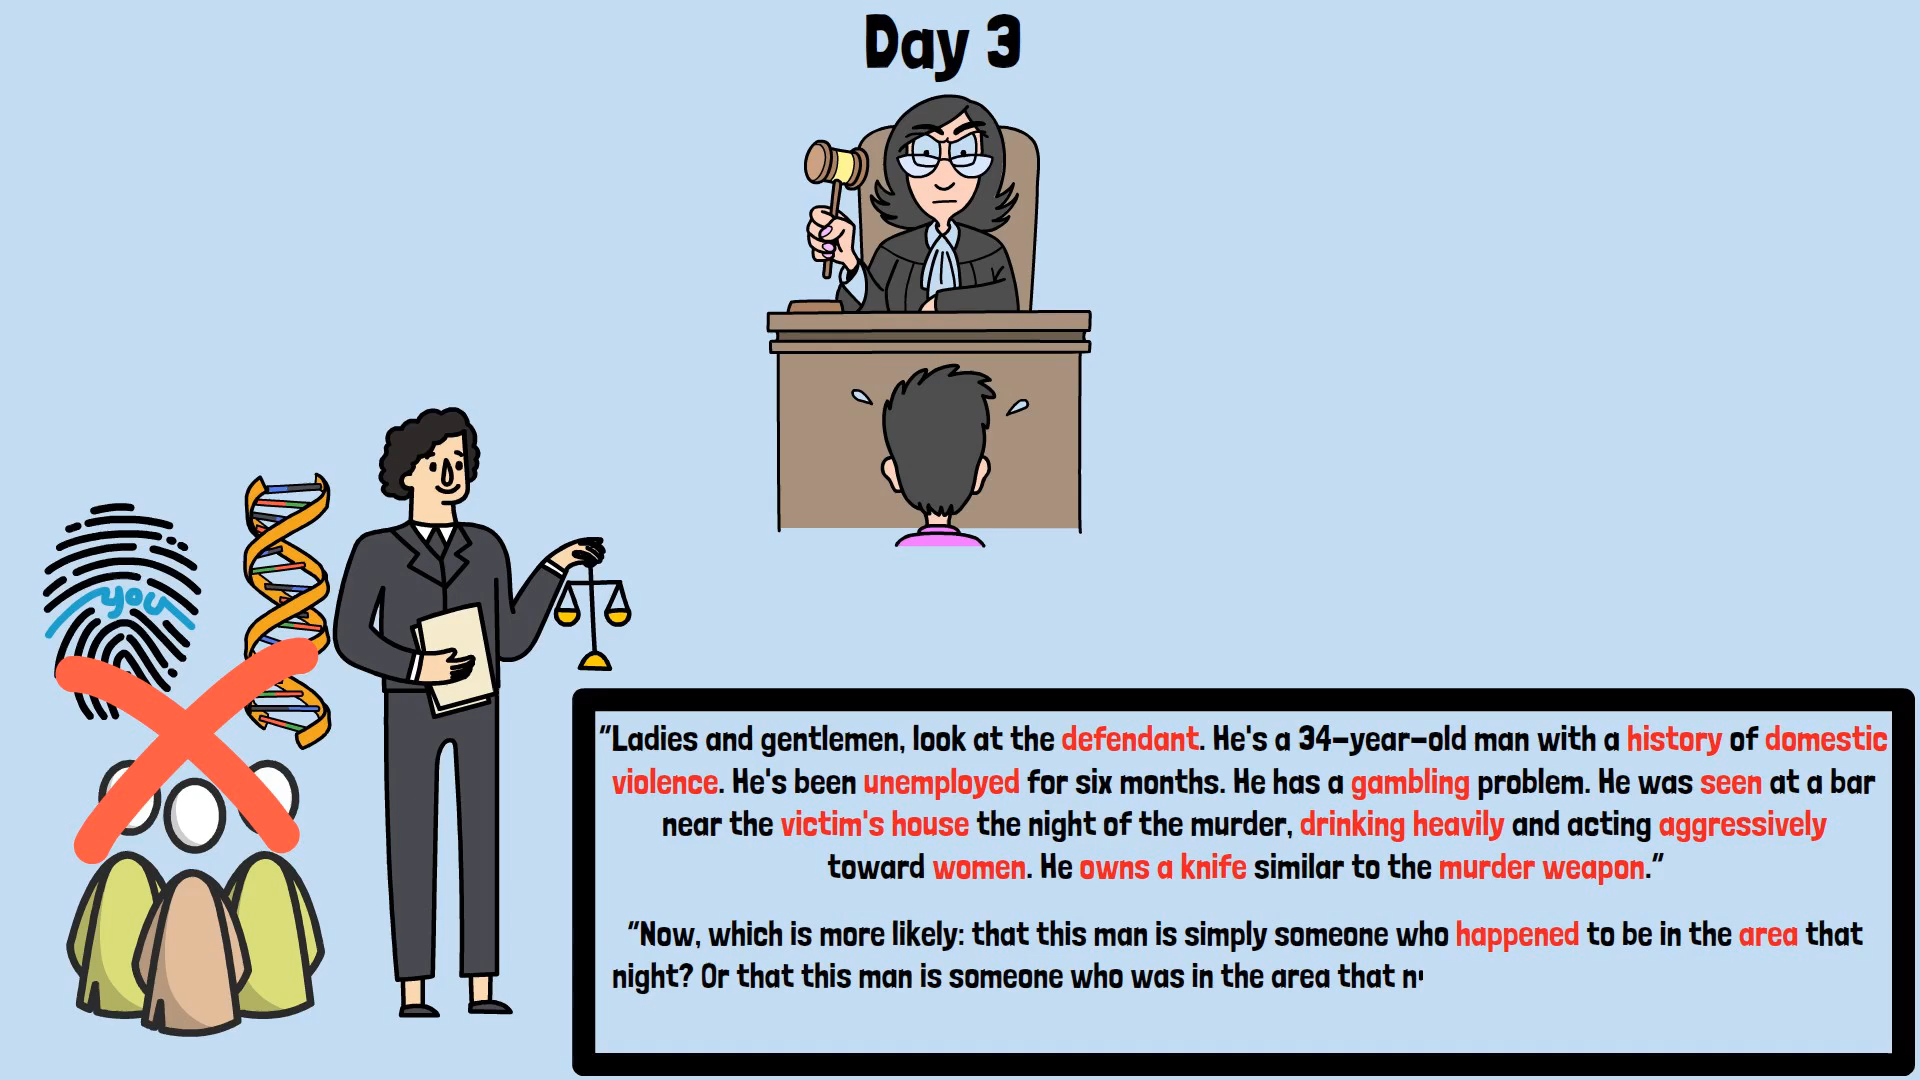 Day 3
you
"Ladies and gentlemen, look at the defendant. He's a 34-year-old man with a history of domestic
violence. He's been unemployed for six months. He has a gambling problem. He was seen at a bar
near the victim's house the night of the murder, drinking heavily and acting aggressively
toward women. He owns a knife similar to the murder weapon."
"Now, which is more likely: that this man is simply someone who happened to be in the area that
night? Or that this man is someone who was in the area that n